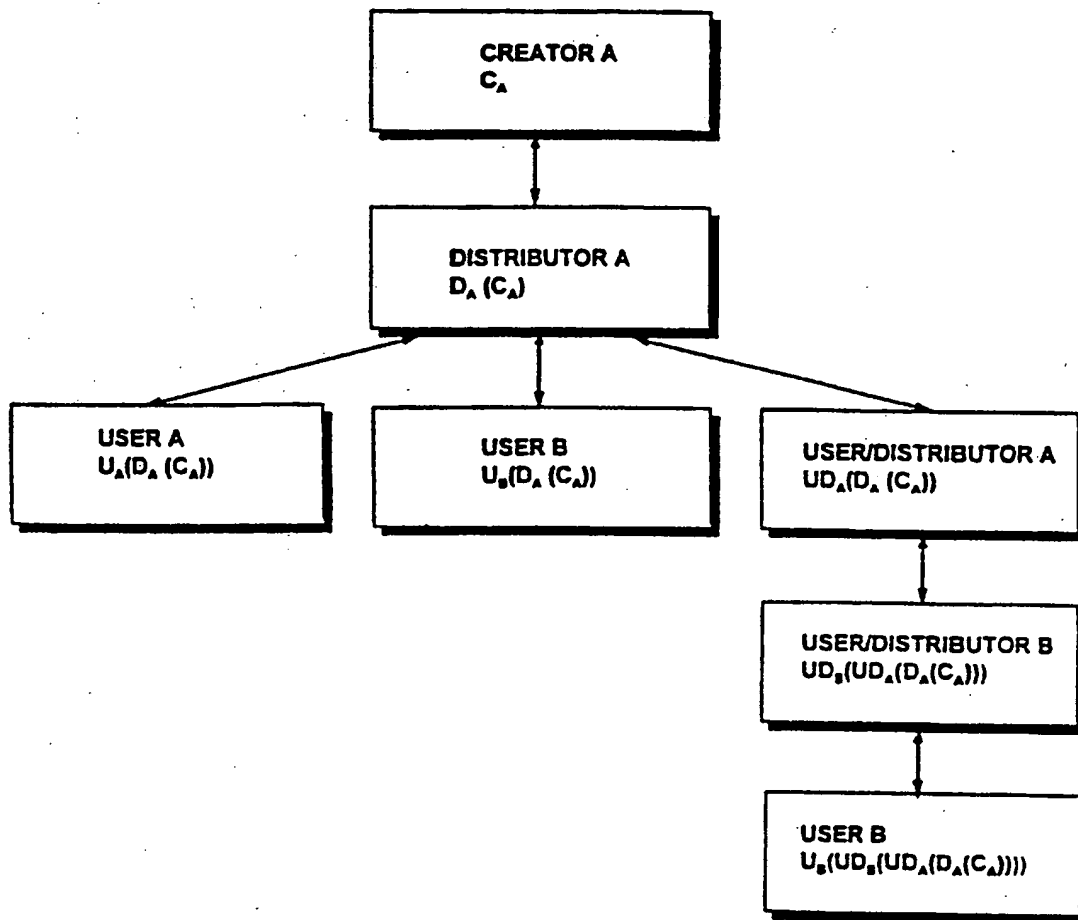 CREATOR A
C_A
DISTRIBUTOR A
D_A (C_A)
USER A
U_A(D_A (C_A))
USER B
U_B(D_A (C_A))
USER/DISTRIBUTOR A
UD_A(D_A (C_A))
USER/DISTRIBUTOR B
UD_B(UD_A(D_A(C_A)))
USER B
U_B(UD_B(UD_A(D_A(C_A))))